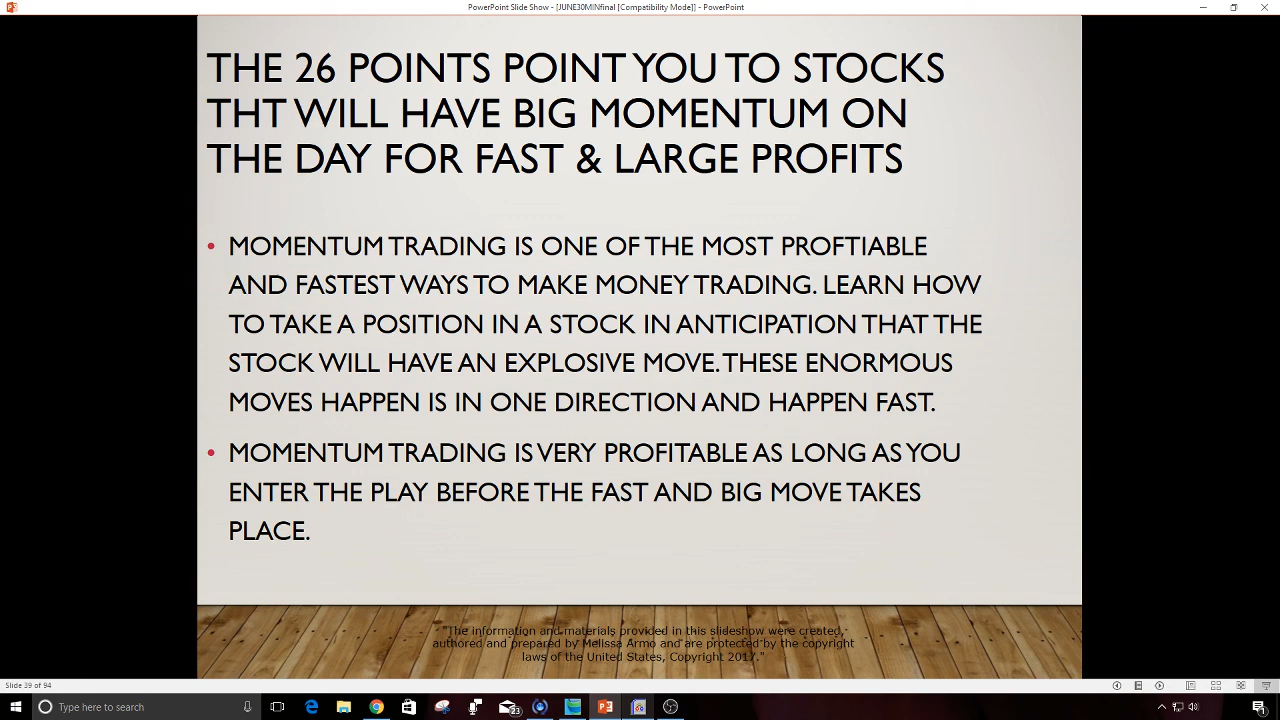 PowerPoint Slide Show - [JUNE30MINfinal [Compatibility Mode]] - PowerPoint
THE 26 POINTS POINT YOU TO STOCKS
THT WILL HAVE BIG MOMENTUM ON
THE DAY FOR FAST & LARGE PROFITS
• MOMENTUM TRADING IS ONE OF THE MOST PROFTIABLE
AND FASTEST WAYS TO MAKE MONEY TRADING. LEARN HOW
TO TAKE A POSITION IN A STOCK IN ANTICIPATION THAT THE
STOCK WILL HAVE AN EXPLOSIVE MOVE. THESE ENORMOUS
MOVES HAPPEN IS IN ONE DIRECTION AND HAPPEN FAST.
• MOMENTUM TRADING IS VERY PROFITABLE AS LONG AS YOU
ENTER THE PLAY BEFORE THE FAST AND BIG MOVE TAKES
PLACE.
"The information and materials provided in this slideshow were created,
authored and prepared by Melissa Armo and are protected by the copyright
laws of the United States, Copyright 2017."
Slide 39 of 94
Type here to search
23